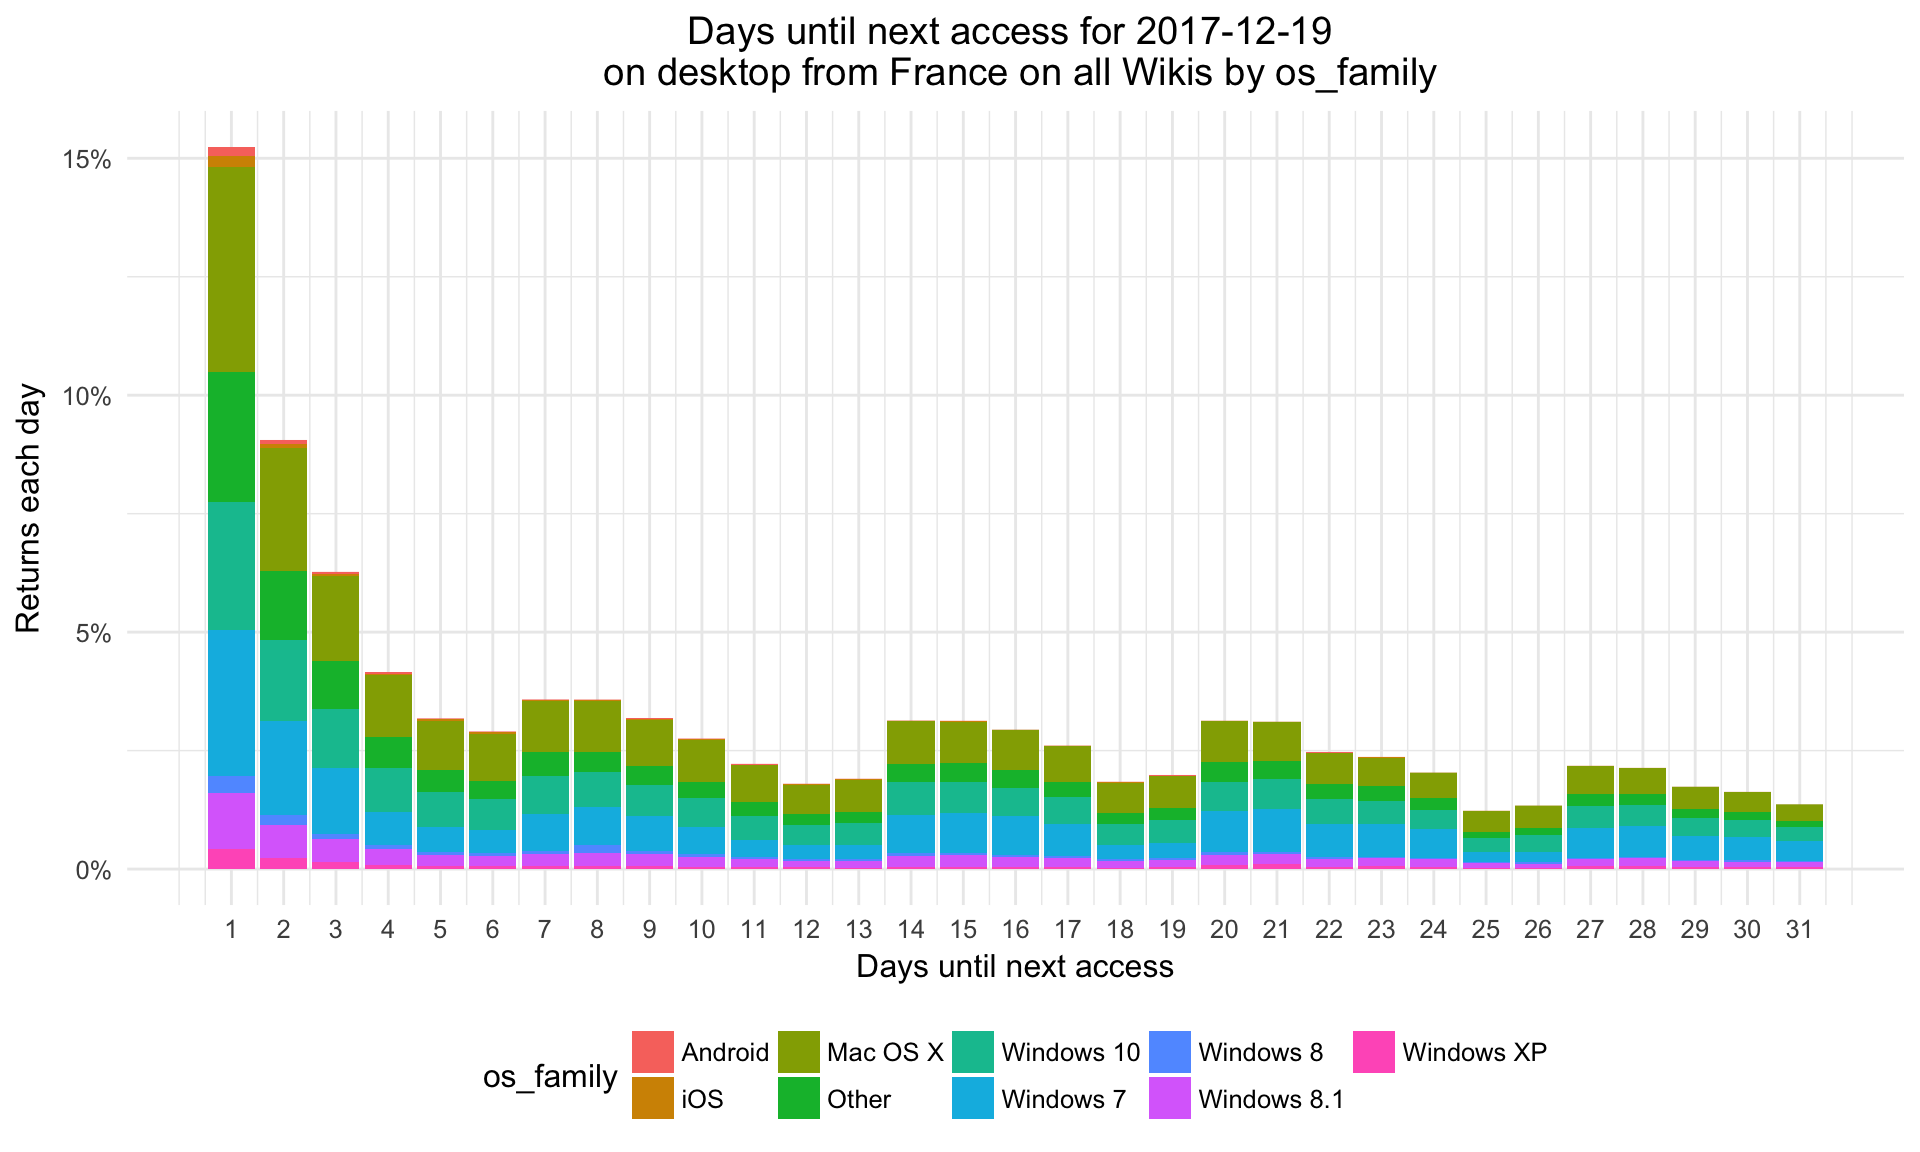 Days until next access for 2017-12-19
on desktop from France on all Wikis by os_family
Returns each day
15%
10%
5%
0%
1 2 3 4 5 6 7 8 9 10 11 12 13 14 15 16 17 18 19 20 21 22 23 24 25 26 27 28 29 30 31
Days until next access
os_family
Android Mac OS X Windows 10 Windows 8 Windows XP
iOS Other Windows 7 Windows 8.1